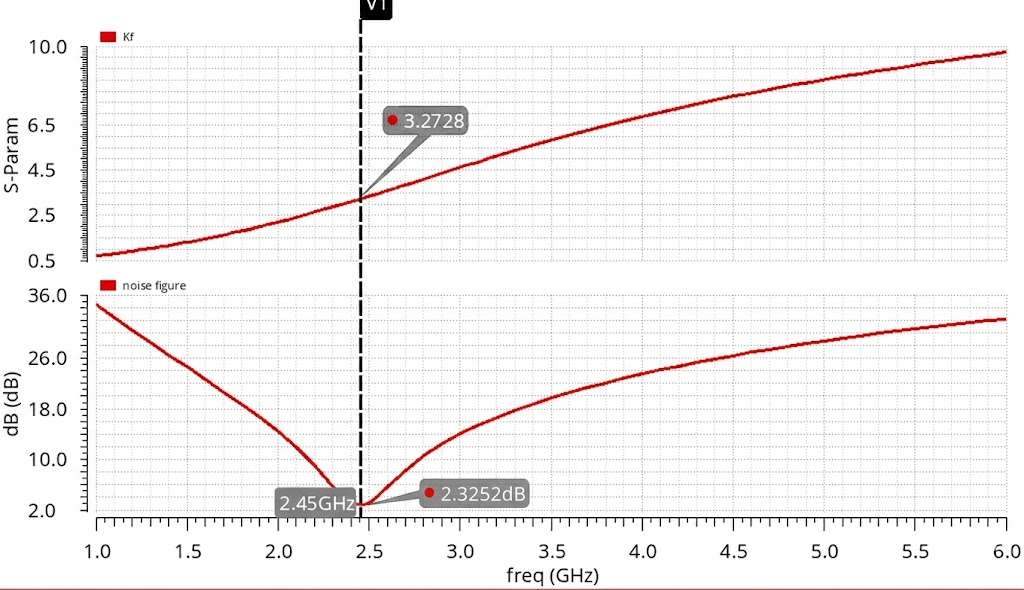 V1
Kf
10.0
6.5
4.5
2.5
0.5
S-Param
3.2728
noise figure
36.0
26.0
18.0
10.0
2.0
dB (dB)
2.45GHz
2.3252dB
1.0 1.5 2.0 2.5 3.0 3.5 4.0 4.5 5.0 5.5 6.0
freq (GHz)